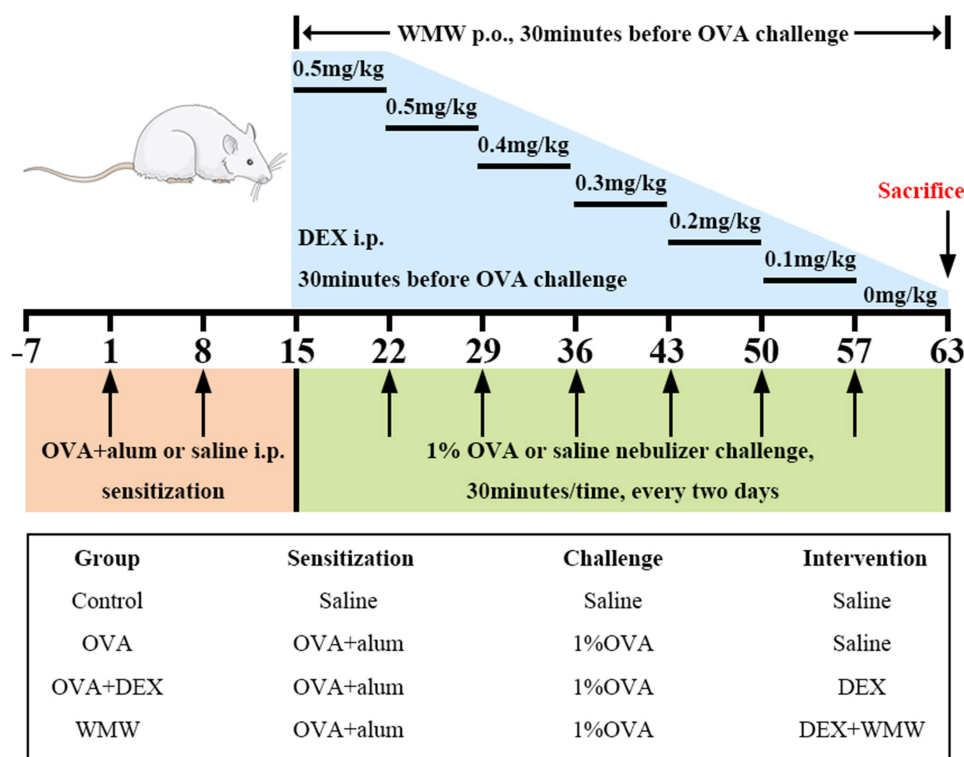 WMW p.o., 30minutes before OVA challenge
0.5mg/kg
0.5mg/kg
0.4mg/kg
0.3mg/kg
0.2mg/kg
0.1mg/kg
0mg/kg
Sacrifice
DEX i.p.
30minutes before OVA challenge
-7 1 8 15 22 29 36 43 50 57 63
OVA+alum or saline i.p.
sensitization
1% OVA or saline nebulizer challenge,
30minutes/time, every two days
Group Sensitization Challenge Intervention
Control Saline Saline Saline
OVA OVA+alum 1%OVA Saline
OVA+DEX OVA+alum 1%OVA DEX
WMW OVA+alum 1%OVA DEX+WMW